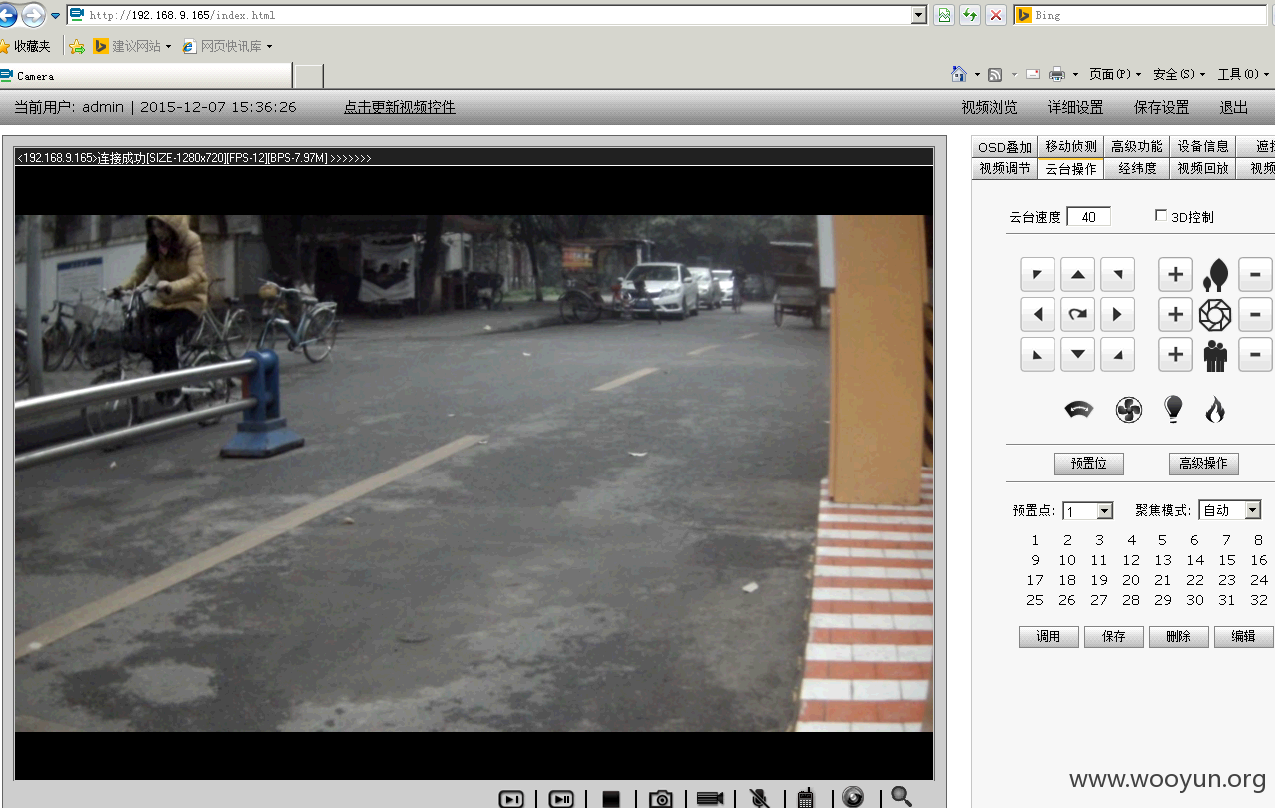 http://192.168.9.165/index.html
Bing
收藏夹 建议网站 网页快讯库
Camera
页面(P) 安全(S) 工具(O)
当前用户: admin | 2015-12-07 15:36:26 点击更新视频控件 视频浏览 详细设置 保存设置 退出
<192.168.9.165>连接成功[SIZE-1280x720][FPS-12][BPS-7.97M] >>>>>>>
OSD叠加 移动侦测 高级功能 设备信息
视频调节 云台操作 经纬度 视频回放 视频
云台速度 40 3D控制
预置位 高级操作
预置点: 1 聚焦模式: 自动
1 2 3 4 5 6 7 8
9 10 11 12 13 14 15 16
17 18 19 20 21 22 23 24
25 26 27 28 29 30 31 32
调用 保存 删除 编辑
www.wooyun.org